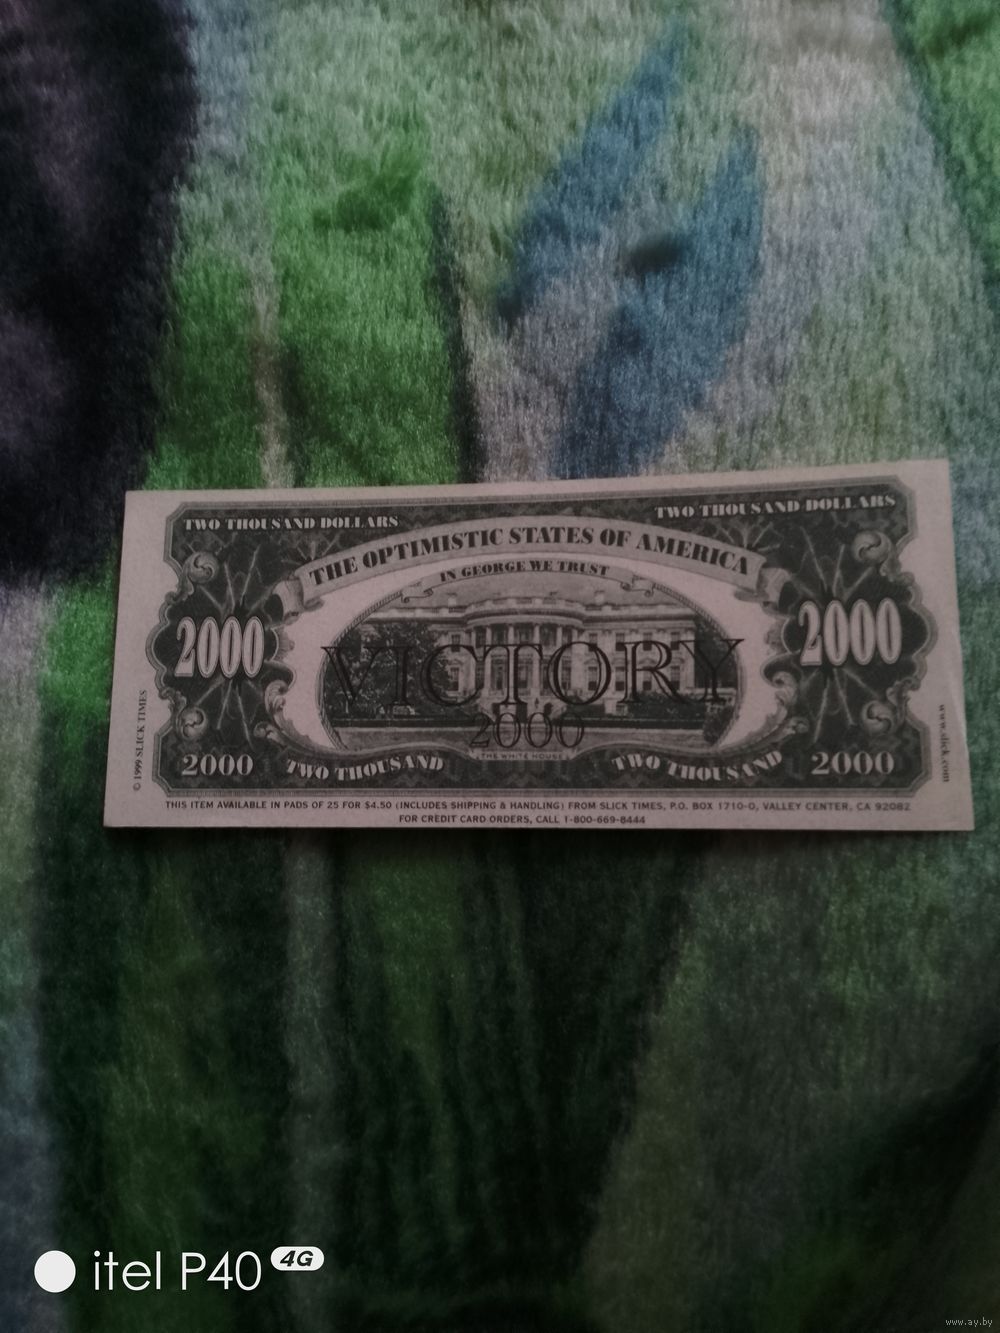 TWO THOUSAND DOLLARS
TWO THOUSAND DOLLARS
THE OPTIMISTIC STATES OF AMERICA
IN GEORGE WE TRUST
2000
2000
VICTORY
2000
THE WHITE HOUSE
© 1999 SLICK TIMES
www.slick.com
2000
TWO THOUSAND
TWO THOUSAND
2000
THIS ITEM AVAILABLE IN PADS OF 25 FOR $4.50 (INCLUDES SHIPPING & HANDLING) FROM SLICK TIMES, P.O. BOX 1710-O, VALLEY CENTER, CA 92082
FOR CREDIT CARD ORDERS, CALL 1-800-669-8444
itel P40 4G
www.ay.by